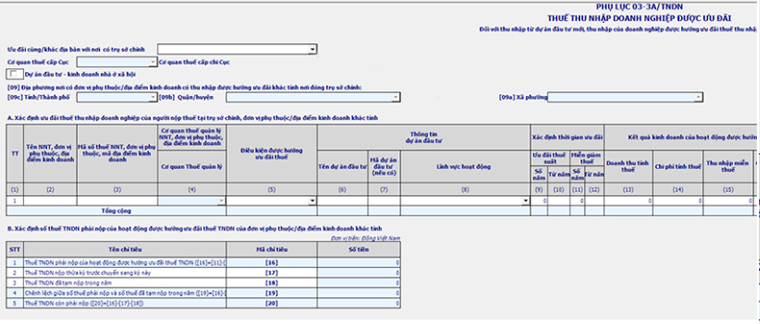 PHỤ LỤC 03-3A/TNDN
THUẾ THU NHẬP DOANH NGHIỆP ĐƯỢC ƯU ĐÃI
Đối với thu nhập từ dự án đầu tư mới, thu nhập của doanh nghiệp được hưởng ưu đãi thuế thu nhậ
Ưu đãi cùng/khác địa bàn với nơi có trụ sở chính
Cơ quan thuế cấp Cục
Cơ quan thuế cấp chi Cục
Dự án đầu tư - kinh doanh nhà ở xã hội
[09] Địa phương nơi có đơn vị phụ thuộc/địa điểm kinh doanh có thu nhập được hưởng ưu đãi khác tỉnh nơi đóng trụ sở chính:
[09c] Tỉnh/Thành phố
[09b] Quận/huyện
[09a] Xã phường
A. Xác định ưu đãi thuế thu nhập doanh nghiệp của người nộp thuế tại trụ sở chính, đơn vị phụ thuộc/địa điểm kinh doanh khác tỉnh
TT
Tên NNT, đơn vị phụ thuộc, địa điểm kinh doanh
Mã số thuế NNT, đơn vị phụ thuộc, mã địa điểm kinh doanh
Cơ quan thuế quản lý NNT, đơn vị phụ thuộc, địa điểm kinh doanh
Cơ quan Thuế quản lý
Điều kiện được hưởng ưu đãi thuế
Thông tin dự án đầu tư
Tên dự án đầu tư
Mã dự án đầu tư (nếu có)
Lĩnh vực hoạt động
Xác định thời gian ưu đãi
Ưu đãi thuế suất
Miễn giảm thuế
Số năm
Từ năm
Số năm
Từ năm
Kết quả kinh doanh của hoạt động được hưởn
Doanh thu tính thuế
Chi phí tính thuế
Thu nhập miễn thuế
(1) (2) (3) (4) (5) (6) (7) (8) (9) (10) (11) (12) (13) (14) (15)
1 0 0 0 0 0
Tổng cộng
B. Xác định số thuế TNDN phải nộp của hoạt động được hưởng ưu đãi thuế TNDN của đơn vị phụ thuộc/địa điểm kinh doanh khác tỉnh
Đơn vị tiền: Đồng Việt Nam
STT Tên chỉ tiêu Mã chỉ tiêu Số tiền
1 Thuế TNDN phải nộp của hoạt động được hưởng ưu đãi thuế TNDN ([16]=[11]-[ [16] 0
2 Thuế TNDN nộp thừa kỳ trước chuyển sang kỳ này [17] 0
3 Thuế TNDN đã tạm nộp trong năm [18] 0
4 Chênh lệch giữa số thuế phải nộp và số thuế đã tạm nộp trong năm ([19]=[16]-[ [19] 0
5 Thuế TNDN còn phải nộp ([20]=[16]-[17]-[18]) [20] 0